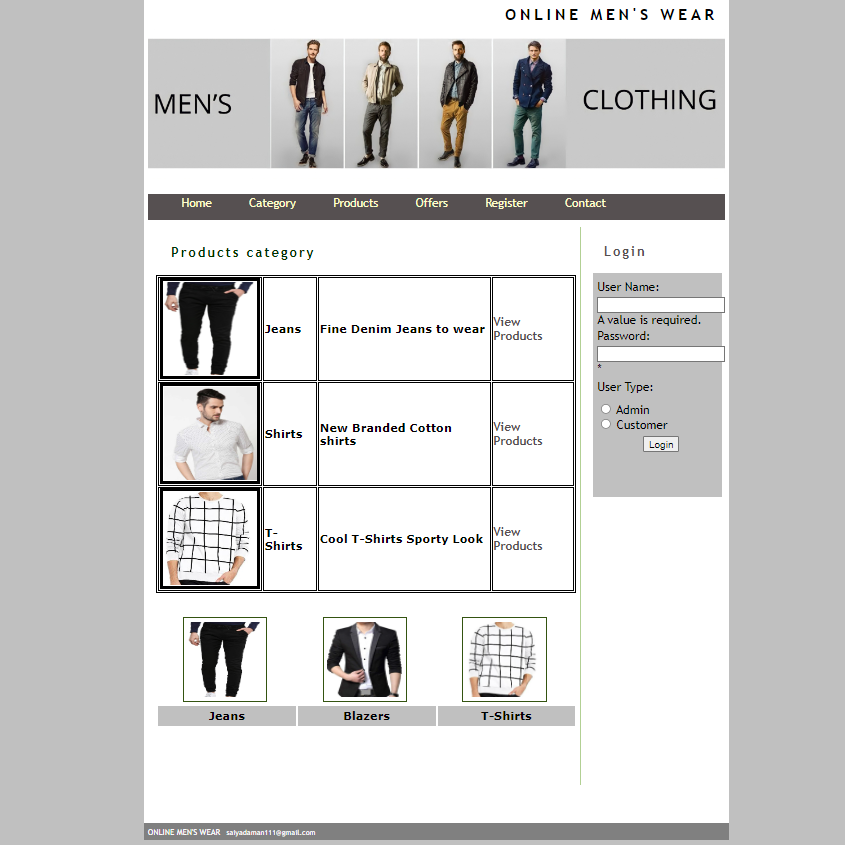 ONLINE MEN'S WEAR
MEN'S
CLOTHING
Home Category Products Offers Register Contact
Products category
Jeans
Fine Denim Jeans to wear
View
Products
Shirts
New Branded Cotton
shirts
View
Products
T-
Shirts
Cool T-Shirts Sporty Look
View
Products
Jeans
Blazers
T-Shirts
Login
User Name:
A value is required.
Password:
*
User Type:
Admin
Customer
Login
ONLINE MEN'S WEAR saiyadaman111@gmail.com